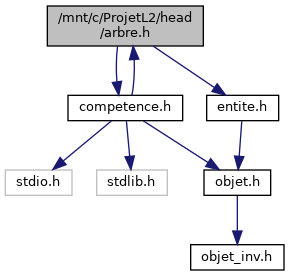 /mnt/c/ProjetL2/head
/arbre.h
competence.h
entite.h
stdio.h
stdlib.h
objet.h
objet_inv.h